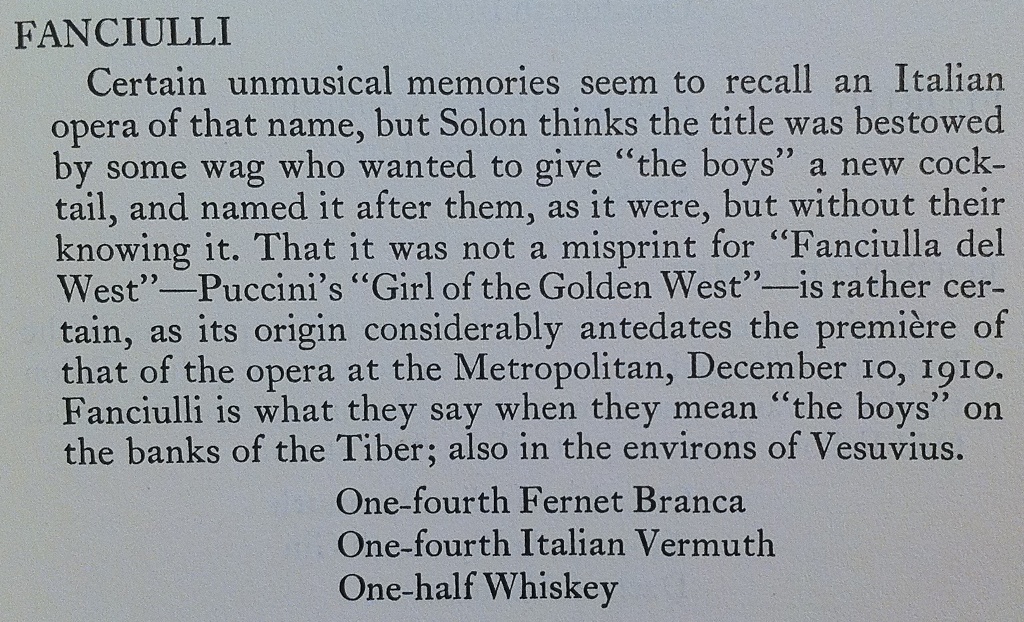 FANCIULLI
Certain unmusical memories seem to recall an Italian
opera of that name, but Solon thinks the title was bestowed
by some wag who wanted to give “the boys” a new cock-
tail, and named it after them, as it were, but without their
knowing it. That it was not a misprint for “Fanciulla del
West”—Puccini’s “Girl of the Golden West”—is rather cer-
tain, as its origin considerably antedates the première of
that of the opera at the Metropolitan, December 10, 1910.
Fanciulli is what they say when they mean “the boys” on
the banks of the Tiber; also in the environs of Vesuvius.
One-fourth Fernet Branca
One-fourth Italian Vermuth
One-half Whiskey